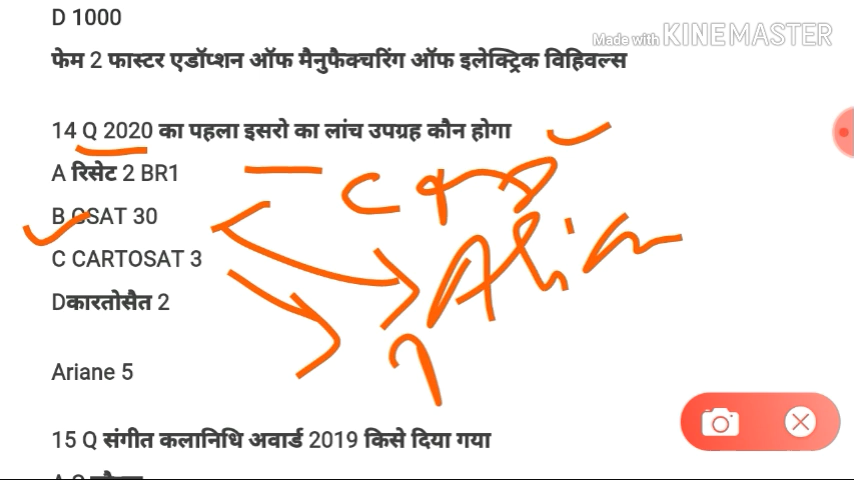 D 1000
Made with KINEMASTER
फेम 2 फास्टर एडॉप्शन ऑफ मैनुफैक्चरिंग ऑफ इलेक्ट्रिक विहिवल्स
14 Q 2020 का पहला इसरो का लांच उपग्रह कौन होगा
A रिसेट 2 BR1
B GSAT 30
C CARTOSAT 3
Dकारतोसैत 2
Ariane 5
15 Q संगीत कलानिधि अवार्ड 2019 किसे दिया गया